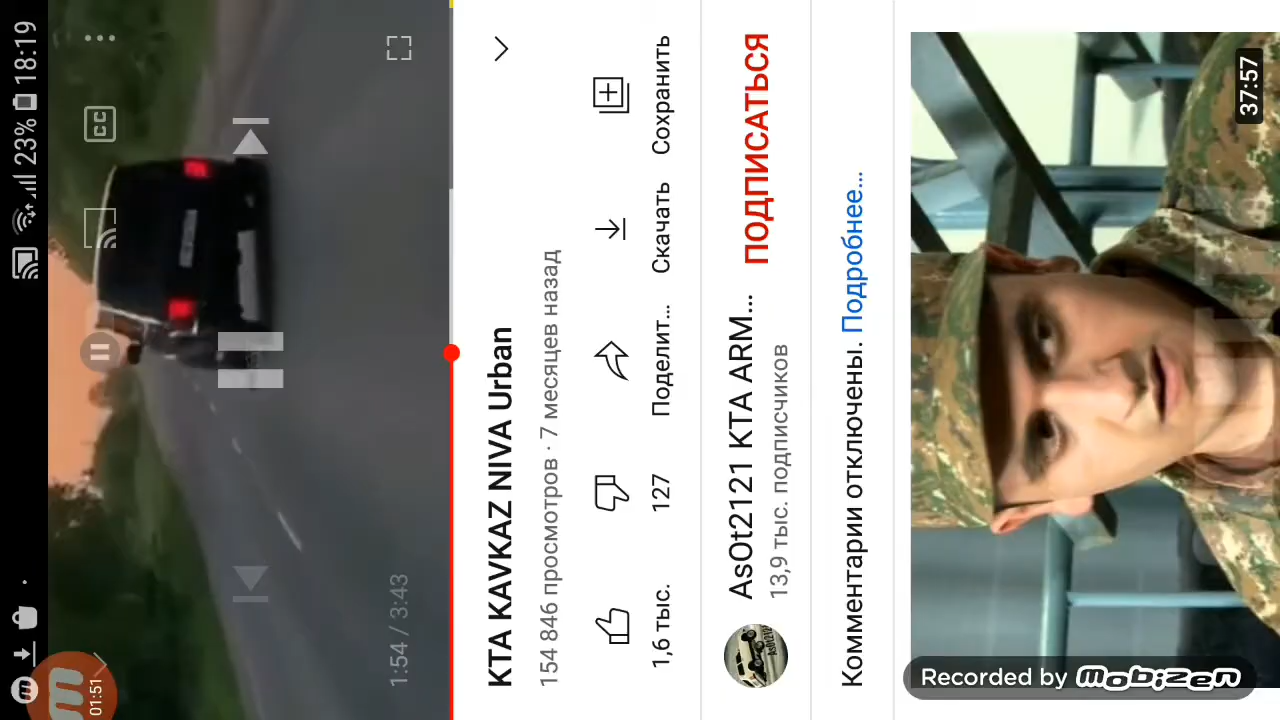 23% 18:19
CC
01:51
1:54 / 3:43
KTA KAVKAZ NIVA Urban
154 846 просмотров · 7 месяцев назад
1,6 тыс.
127
Поделит...
Скачать
Сохранить
AsOt2121 KTA ARM...
13,9 тыс. подписчиков
ПОДПИСАТЬСЯ
Комментарии отключены. Подробнее...
37:57
Recorded by mobizen